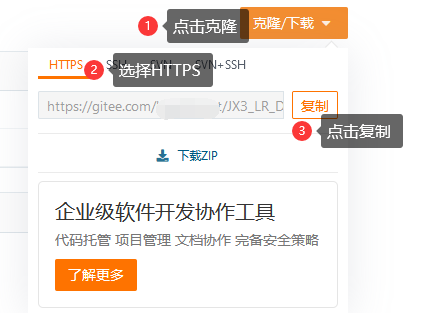 1 点击克隆 克隆/下载
HTTPS SSH SVN SVN+SSH
2 选择HTTPS
https://gitee.com/ t/JX3_LR_D 复制
3 点击复制
下载ZIP
企业级软件开发协作工具
代码托管 项目管理 文档协作 完备安全策略
了解更多